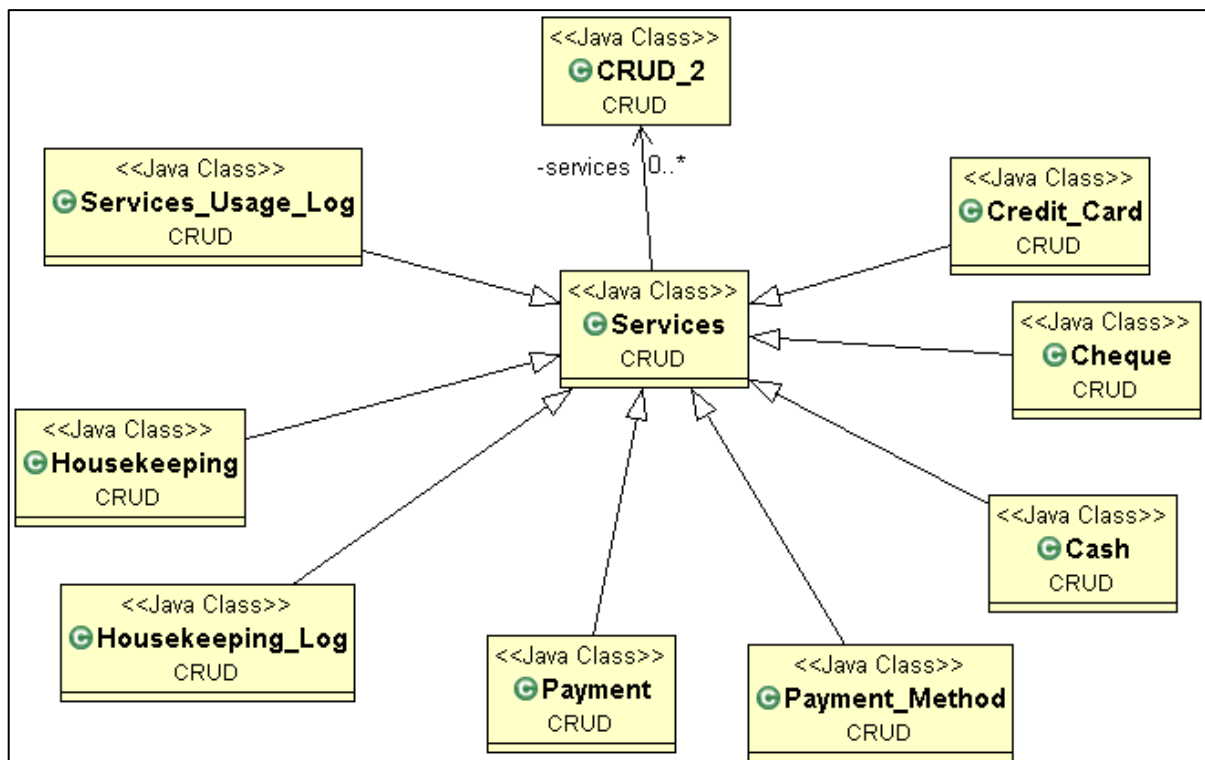 <<Java Class>>
CRUD_2
CRUD
-services 0..*
<<Java Class>>
Services_Usage_Log
CRUD
<<Java Class>>
Credit_Card
CRUD
<<Java Class>>
Services
CRUD
<<Java Class>>
Cheque
CRUD
<<Java Class>>
Housekeeping
CRUD
<<Java Class>>
Cash
CRUD
<<Java Class>>
Housekeeping_Log
CRUD
<<Java Class>>
Payment
CRUD
<<Java Class>>
Payment_Method
CRUD